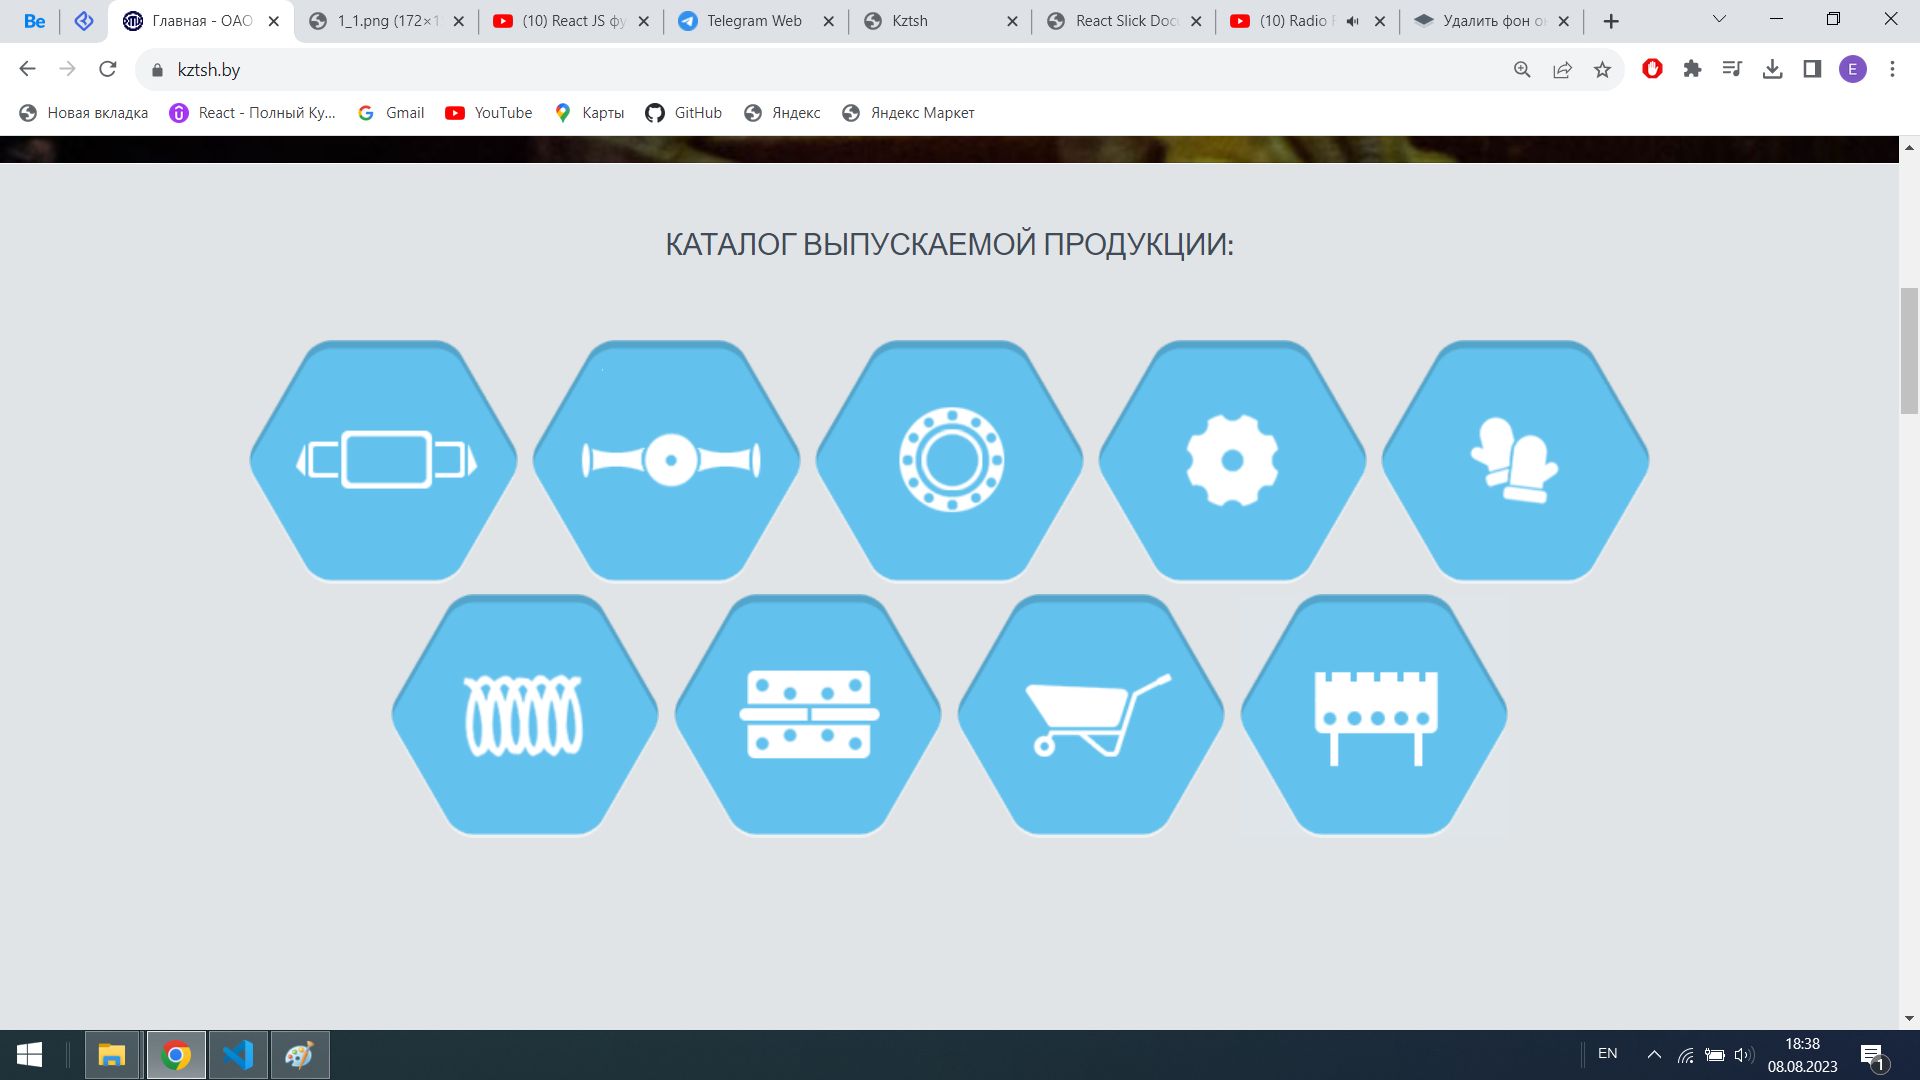 Be
Главная - ОАО
1_1.png (172×1
(10) React JS фу
Telegram Web
Kztsh
React Slick Doc
(10) Radio
Удалить фон о
kztsh.by
E
Новая вкладка
React - Полный Ку...
Gmail
YouTube
Карты
GitHub
Яндекс
Яндекс Маркет
КАТАЛОГ ВЫПУСКАЕМОЙ ПРОДУКЦИИ:
EN
18:38
08.08.2023
1